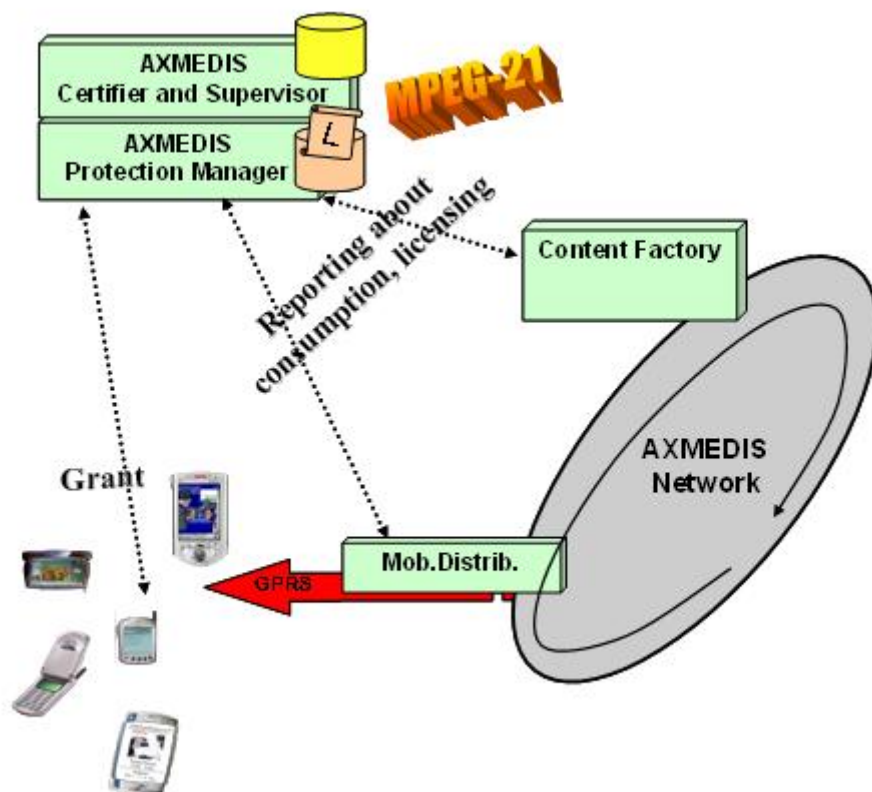 AXMEDIS
Certifier and Supervisor
MPEG-21
L
AXMEDIS
Protection Manager
Reporting about
consumption, licensing
Content Factory
AXMEDIS
Network
Grant
Mob.Distrib.
GPRS